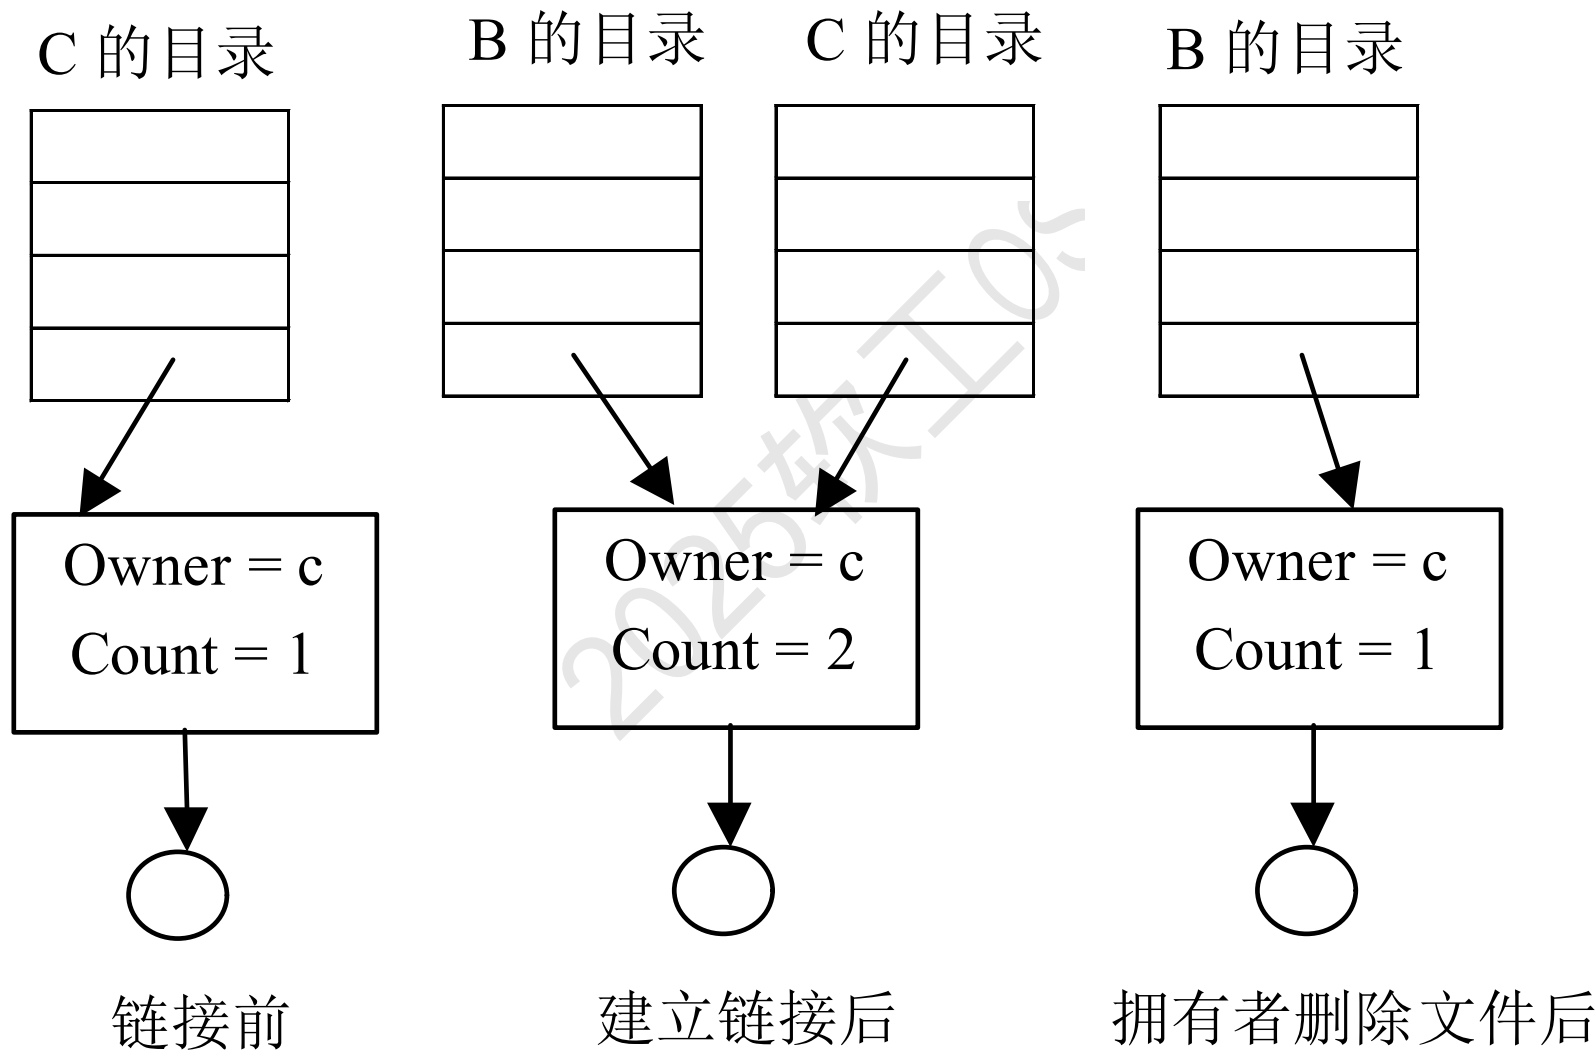 C 的目录
B 的目录
C 的目录
B 的目录
Owner = c
Count = 1
Owner = c
Count = 2
Owner = c
Count = 1
2025软工OS
链接前
建立链接后
拥有者删除文件后